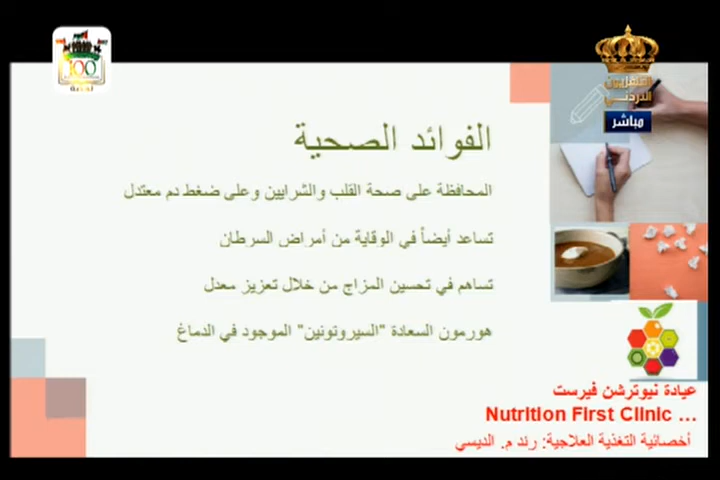 100
التلفزيون
الأردني
مباشر
الفوائد الصحية
المحافظة على صحة القلب والشرايين وعلى ضغط دم معتدل
تساعد أيضاً في الوقاية من أمراض السرطان
تساهم في تحسين المزاج من خلال تعزيز معدل
هورمون السعادة "السيروتونين" الموجود في الدماغ
عيادة نيوترشن فيرست
Nutrition First Clinic ...
أخصائية التغذية العلاجية: رند م. الديسي